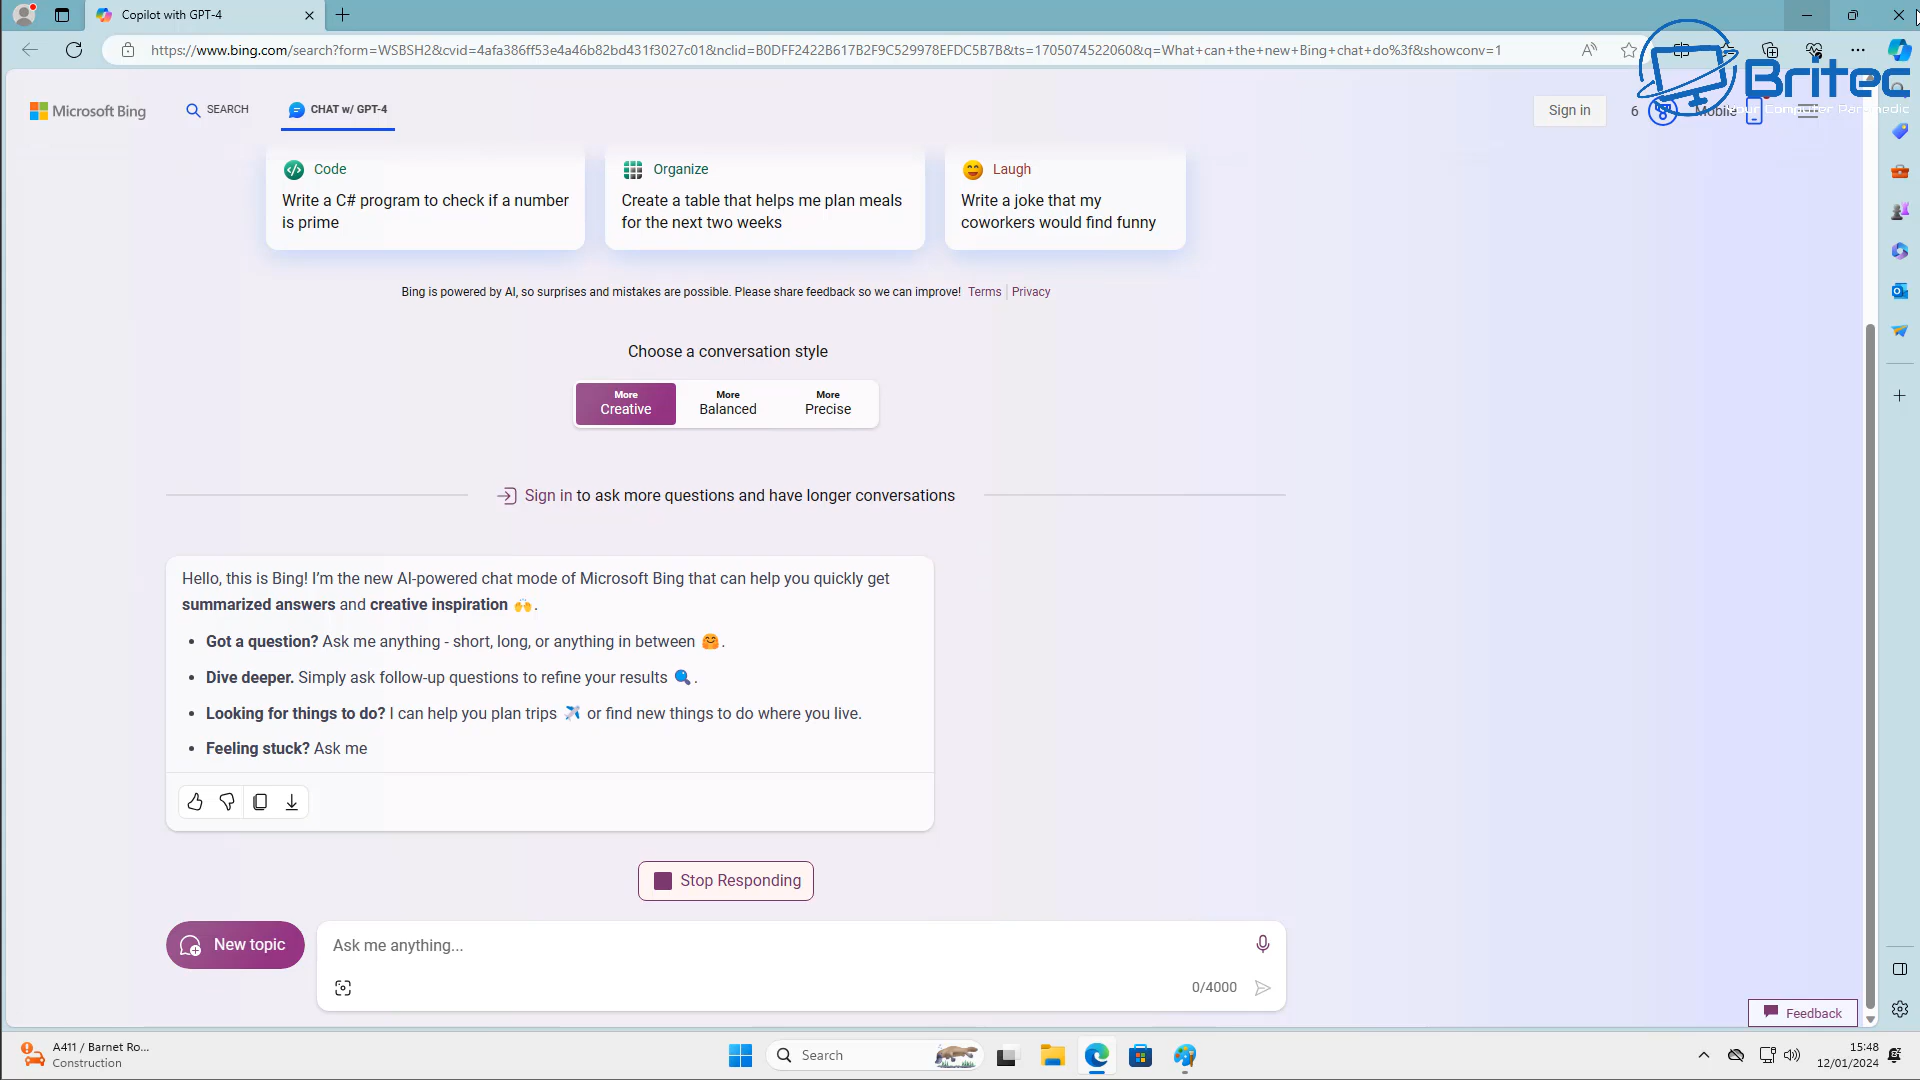 Copilot with GPT-4
https://www.bing.com/search?form=WSBSH2&cvid=4afa386ff53e4a46b82bd431f3027c01&nclid=B0DFF2422B617B2F9C529978EFDC5B7B&ts=1705074522060&q=What+can+the+new+Bing+chat+do%3f&showconv=1
Britec
Your Computer Paramedic
Microsoft Bing
SEARCH
CHAT w/ GPT-4
Sign in
6
Mobile
Code
Write a C# program to check if a number
is prime
Organize
Create a table that helps me plan meals
for the next two weeks
Laugh
Write a joke that my
coworkers would find funny
Bing is powered by AI, so surprises and mistakes are possible. Please share feedback so we can improve! Terms | Privacy
Choose a conversation style
More
Creative
More
Balanced
More
Precise
Sign in to ask more questions and have longer conversations
Hello, this is Bing! I'm the new AI-powered chat mode of Microsoft Bing that can help you quickly get
summarized answers and creative inspiration 🙌.
• Got a question? Ask me anything - short, long, or anything in between 🤗.
• Dive deeper. Simply ask follow-up questions to refine your results 🔍.
• Looking for things to do? I can help you plan trips ✈️ or find new things to do where you live.
• Feeling stuck? Ask me
Stop Responding
New topic
Ask me anything...
0/4000
Feedback
A411 / Barnet Ro...
Construction
Search
15:48
12/01/2024